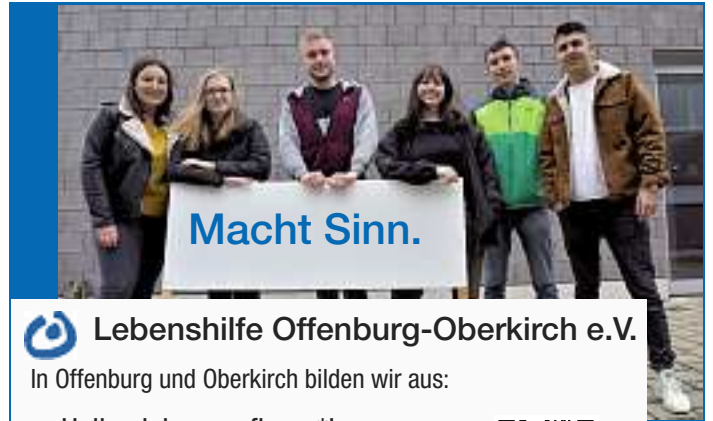 Macht Sinn.
Lebenshilfe Offenburg-Oberkirch e.V.
In Offenburg und Oberkirch bilden wir aus: